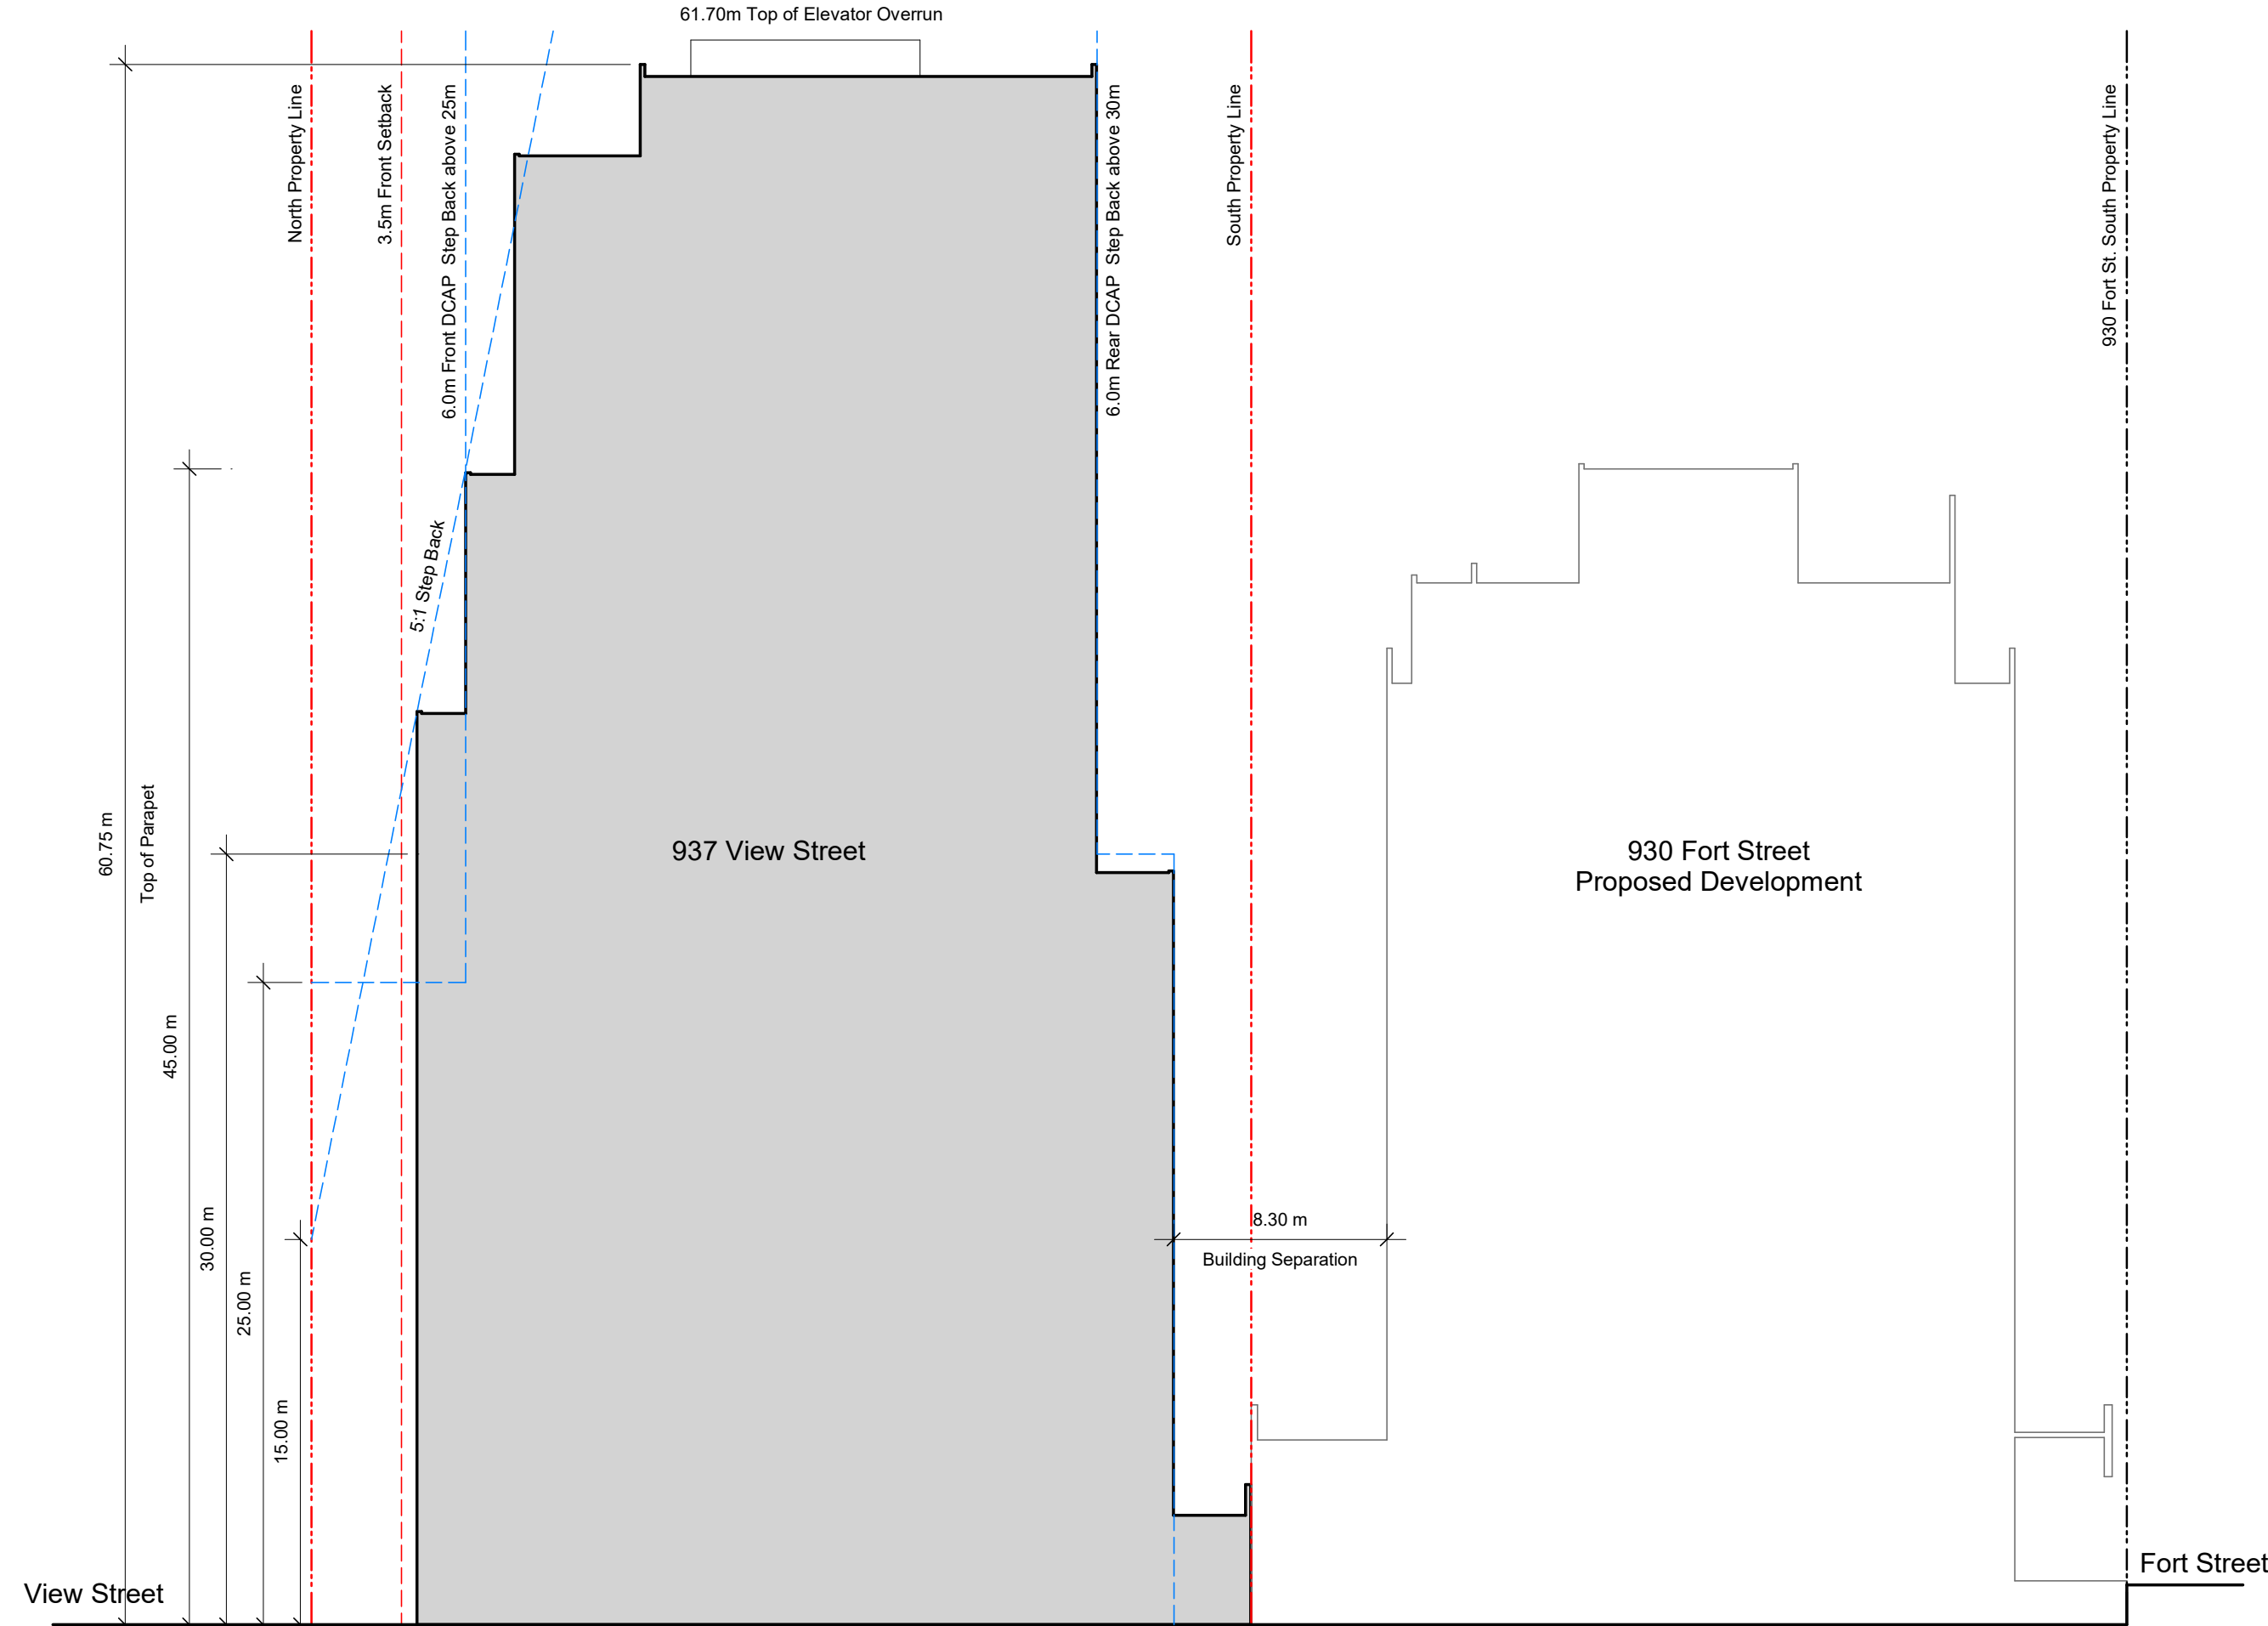 61.70m Top of Elevator Overrun
North Property Line
3.5m Front Setback
6.0m Front DCAP  Step Back above 25m
6.0m Rear DCAP  Step Back above 30m
South Property Line
930 Fort St. South Property Line
5:1 Step Back
60.75 m
Top of Parapet
45.00 m
30.00 m
25.00 m
15.00 m
937 View Street
930 Fort Street
Proposed Development
8.30 m
Building Separation
View Street
Fort Street